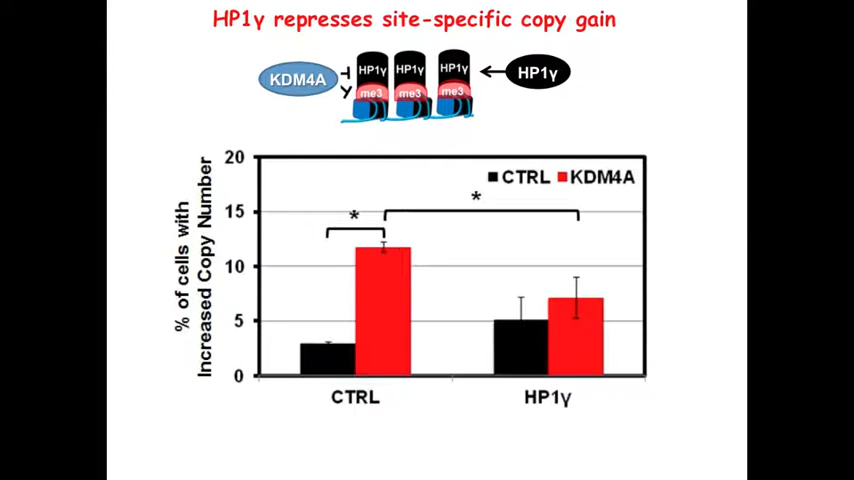 HP1γ represses site-specific copy gain
KDM4A HP1γ HP1γ HP1γ HP1γ
me3 me3 me3
% of cells with
Increased Copy Number
20
15
10
5
0
CTRL KDM4A
*
*
CTRL HP1γ